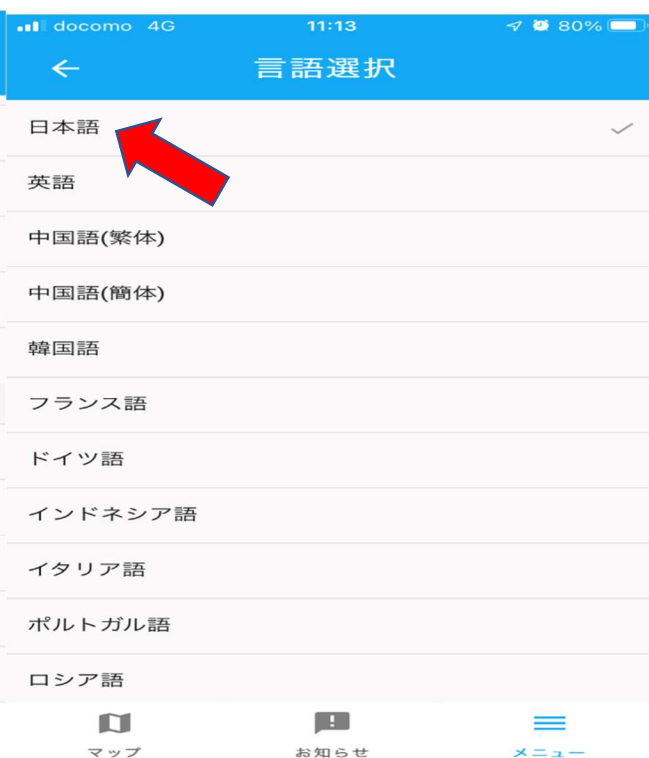 docomo 4G 11:13 80%
言語選択
日本語
英語
中国語(繁体)
中国語(簡体)
韓国語
フランス語
ドイツ語
インドネシア語
イタリア語
ポルトガル語
ロシア語
マップ お知らせ メニュー